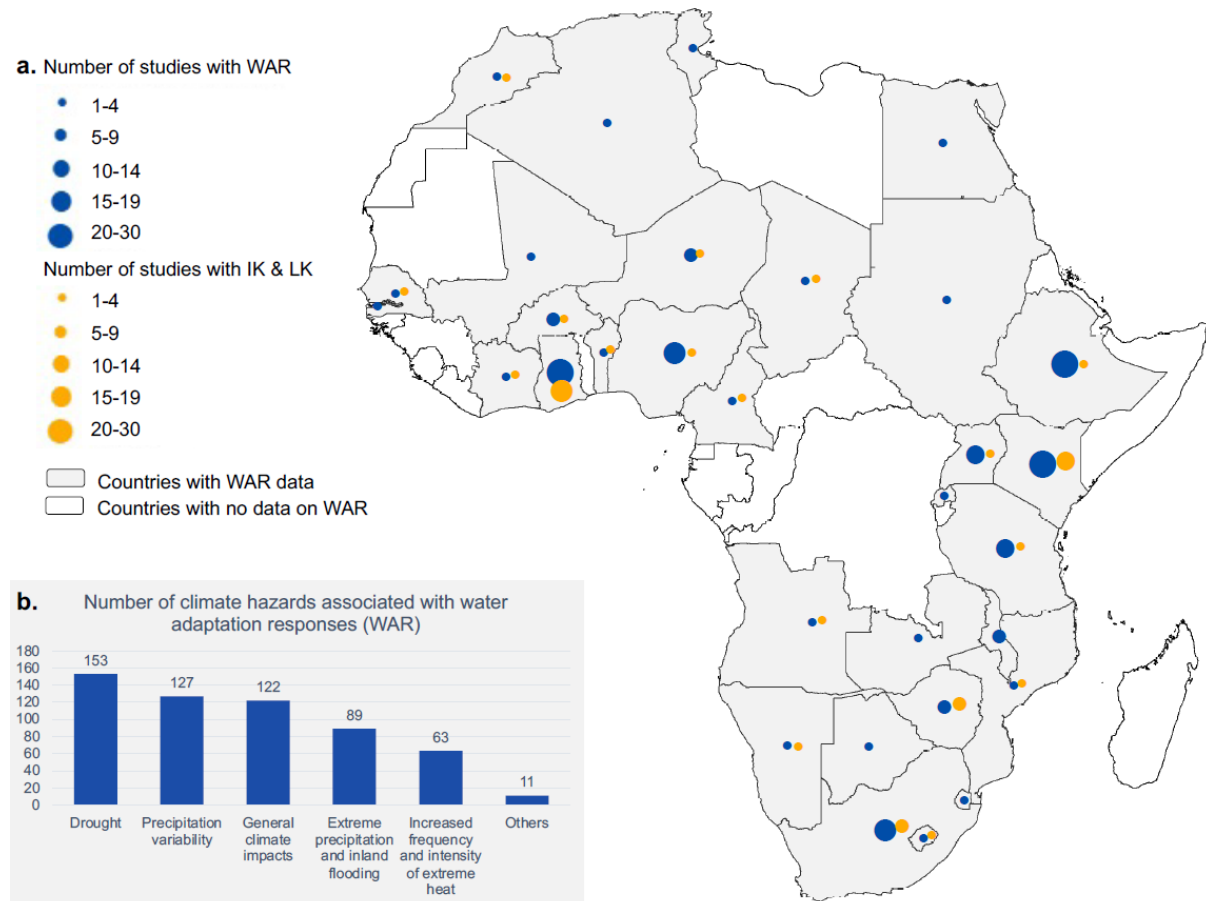 a. Number of studies with WAR
1-4
5-9
10-14
15-19
20-30
Number of studies with IK & LK
1-4
5-9
10-14
15-19
20-30
Countries with WAR data
Countries with no data on WAR
b. Number of climate hazards associated with water
adaptation responses (WAR)
180
160
140
120
100
80
60
40
20
0
153
127
122
89
63
11
Drought
Precipitation
variability
General
climate
impacts
Extreme
precipitation
and inland
flooding
Increased
frequency
and intensity
of extreme
heat
Others